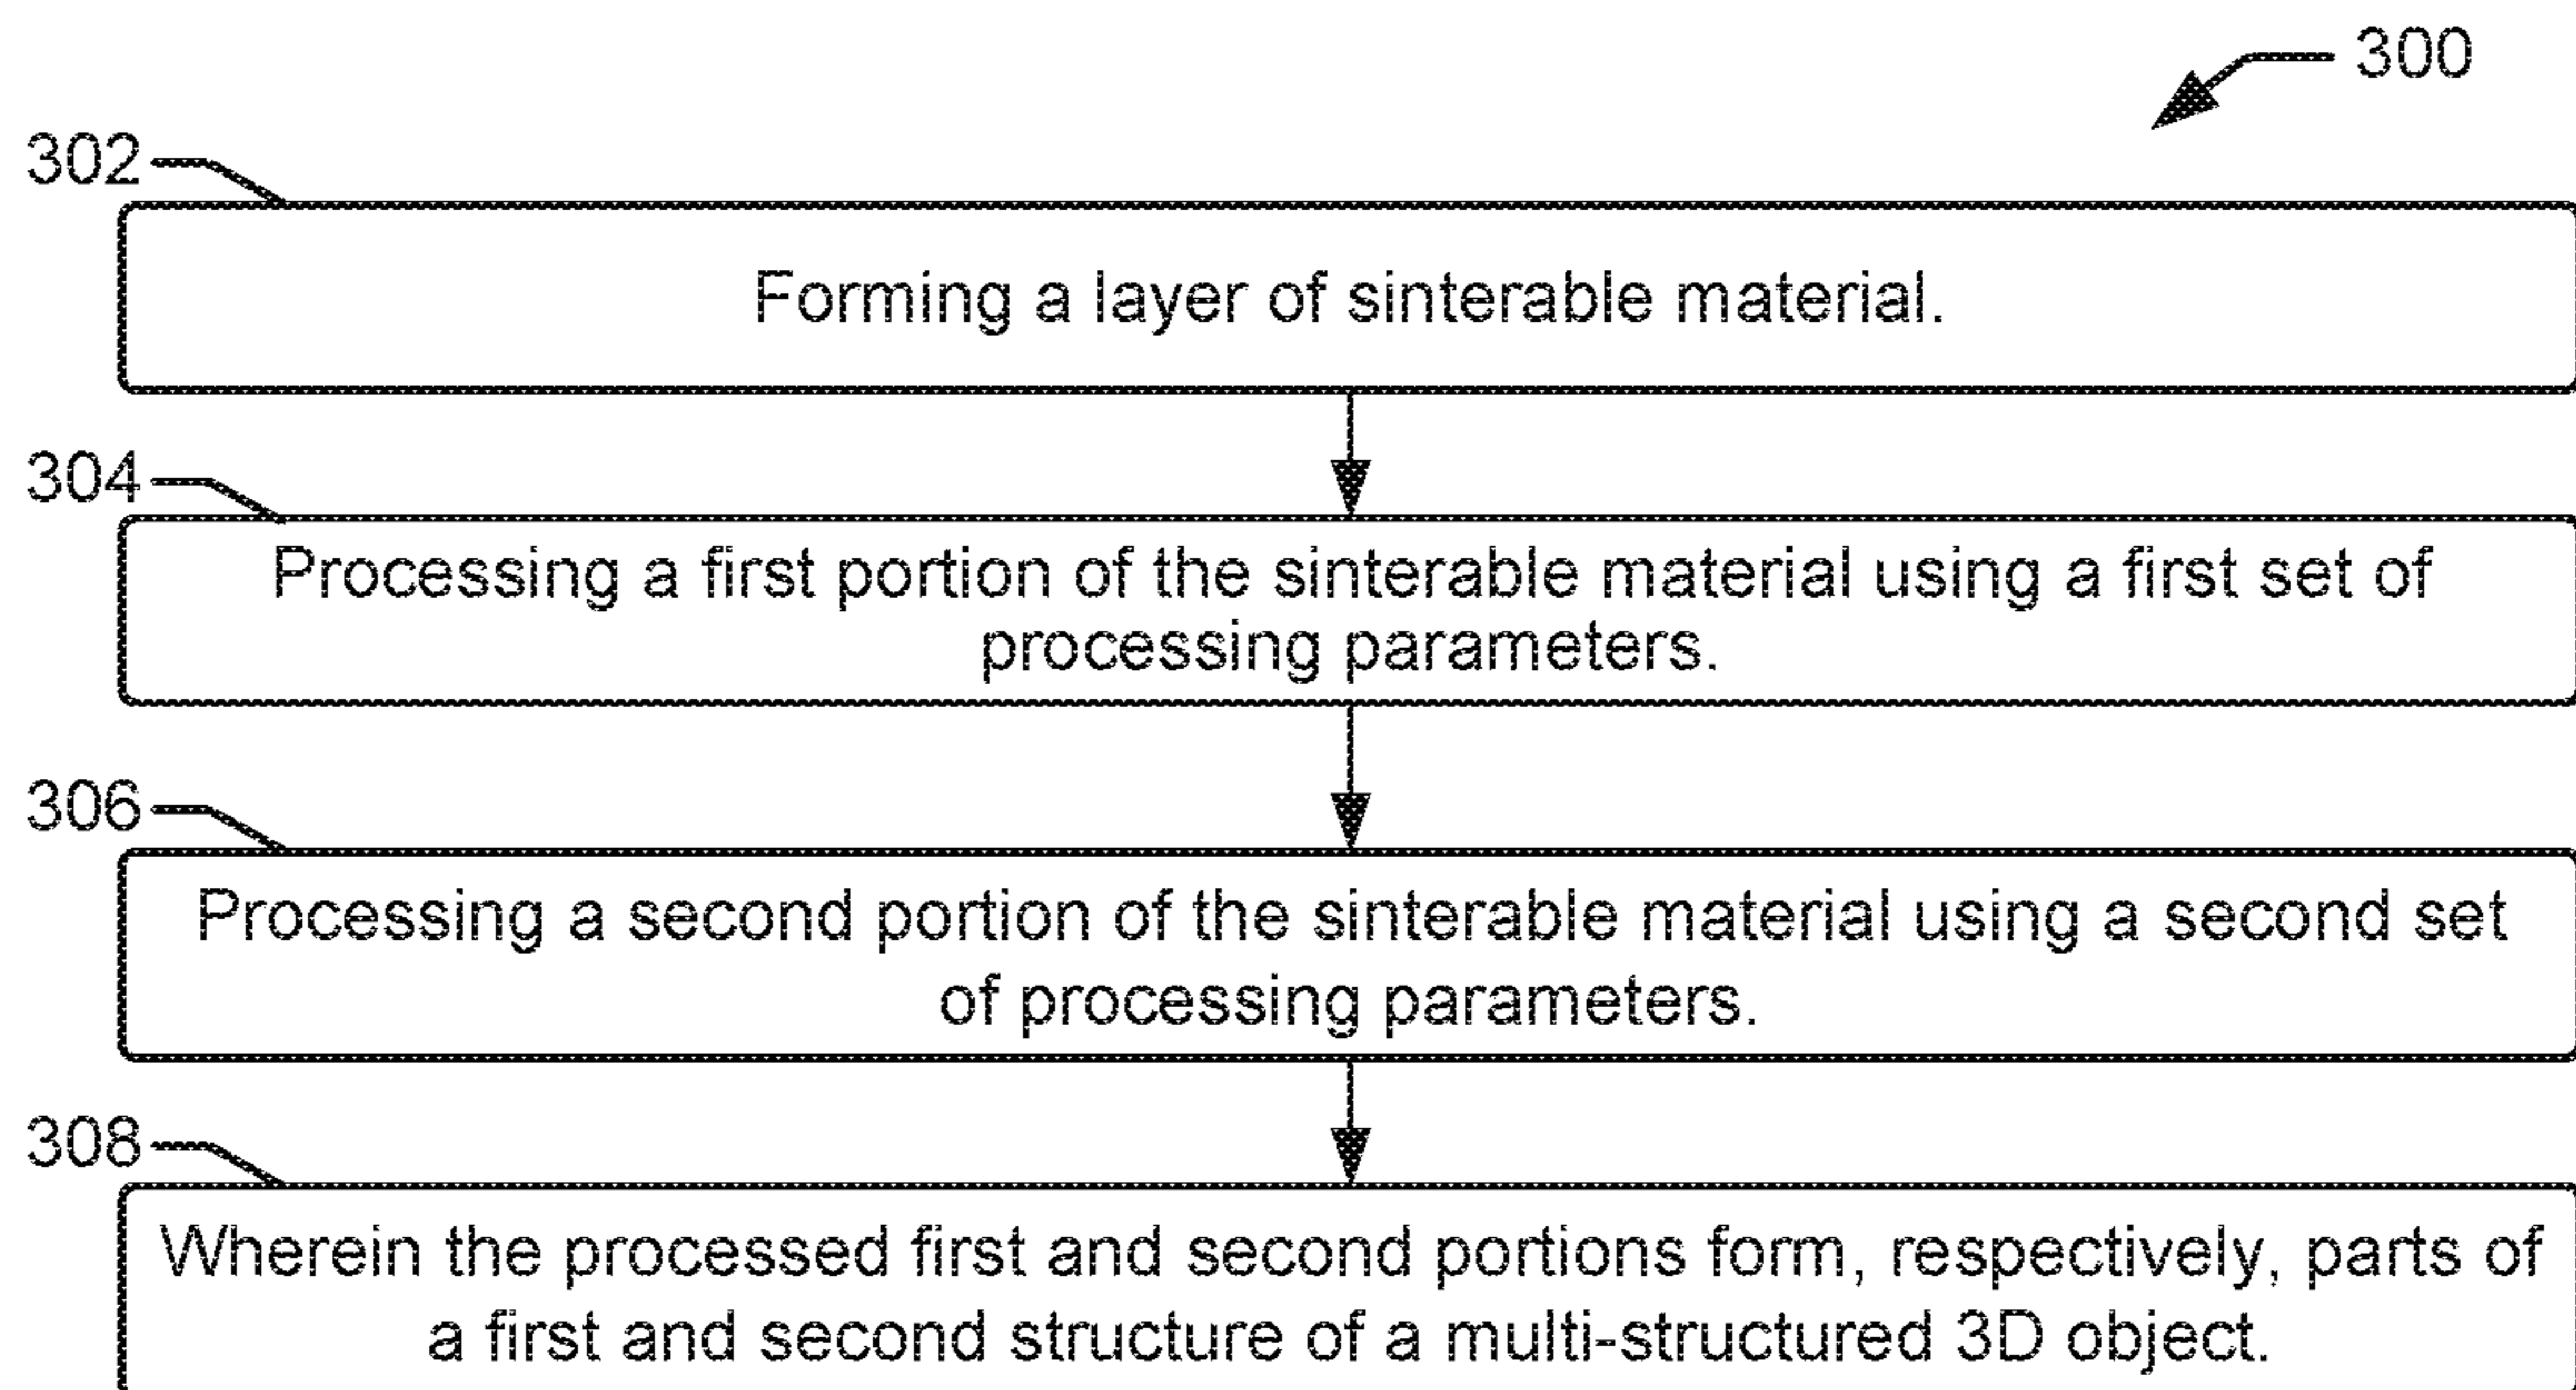 300
302
Forming a layer of sinterable material.
304
Processing a first portion of the sinterable material using a first set of
processing parameters.
306
Processing a second portion of the sinterable material using a second set
of processing parameters.
308
Wherein the processed first and second portions form, respectively, parts of
a first and second structure of a multi-structured 3D object.